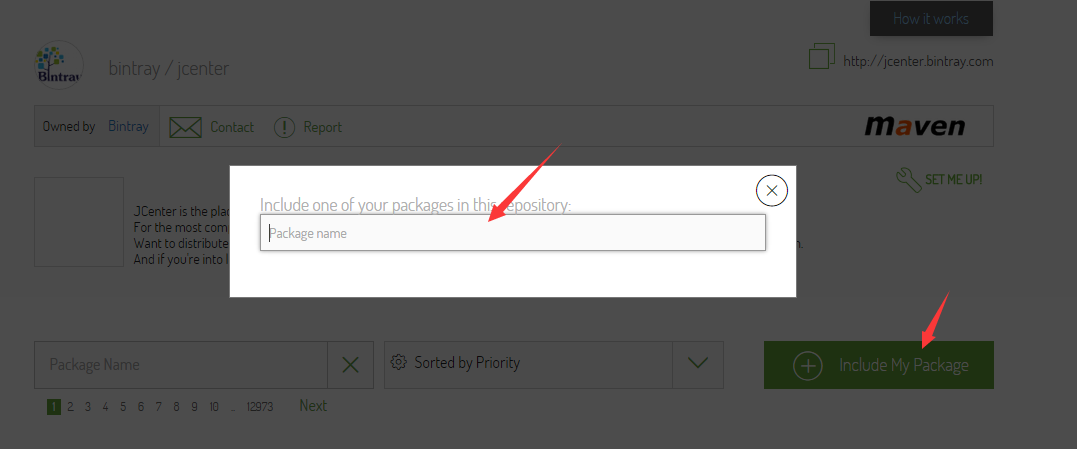 How it works
Bintray
bintray / jcenter
http://jcenter.bintray.com
Owned by Bintray
Contact
Report
maven
SET ME UP!
Include one of your packages in this repository:
Package name
JCenter is the plac
For the most com
Want to distribute
n.
And if you're into
Package Name
Sorted by Priority
Include My Package
1 2 3 4 5 6 7 8 9 10 ... 12973 Next